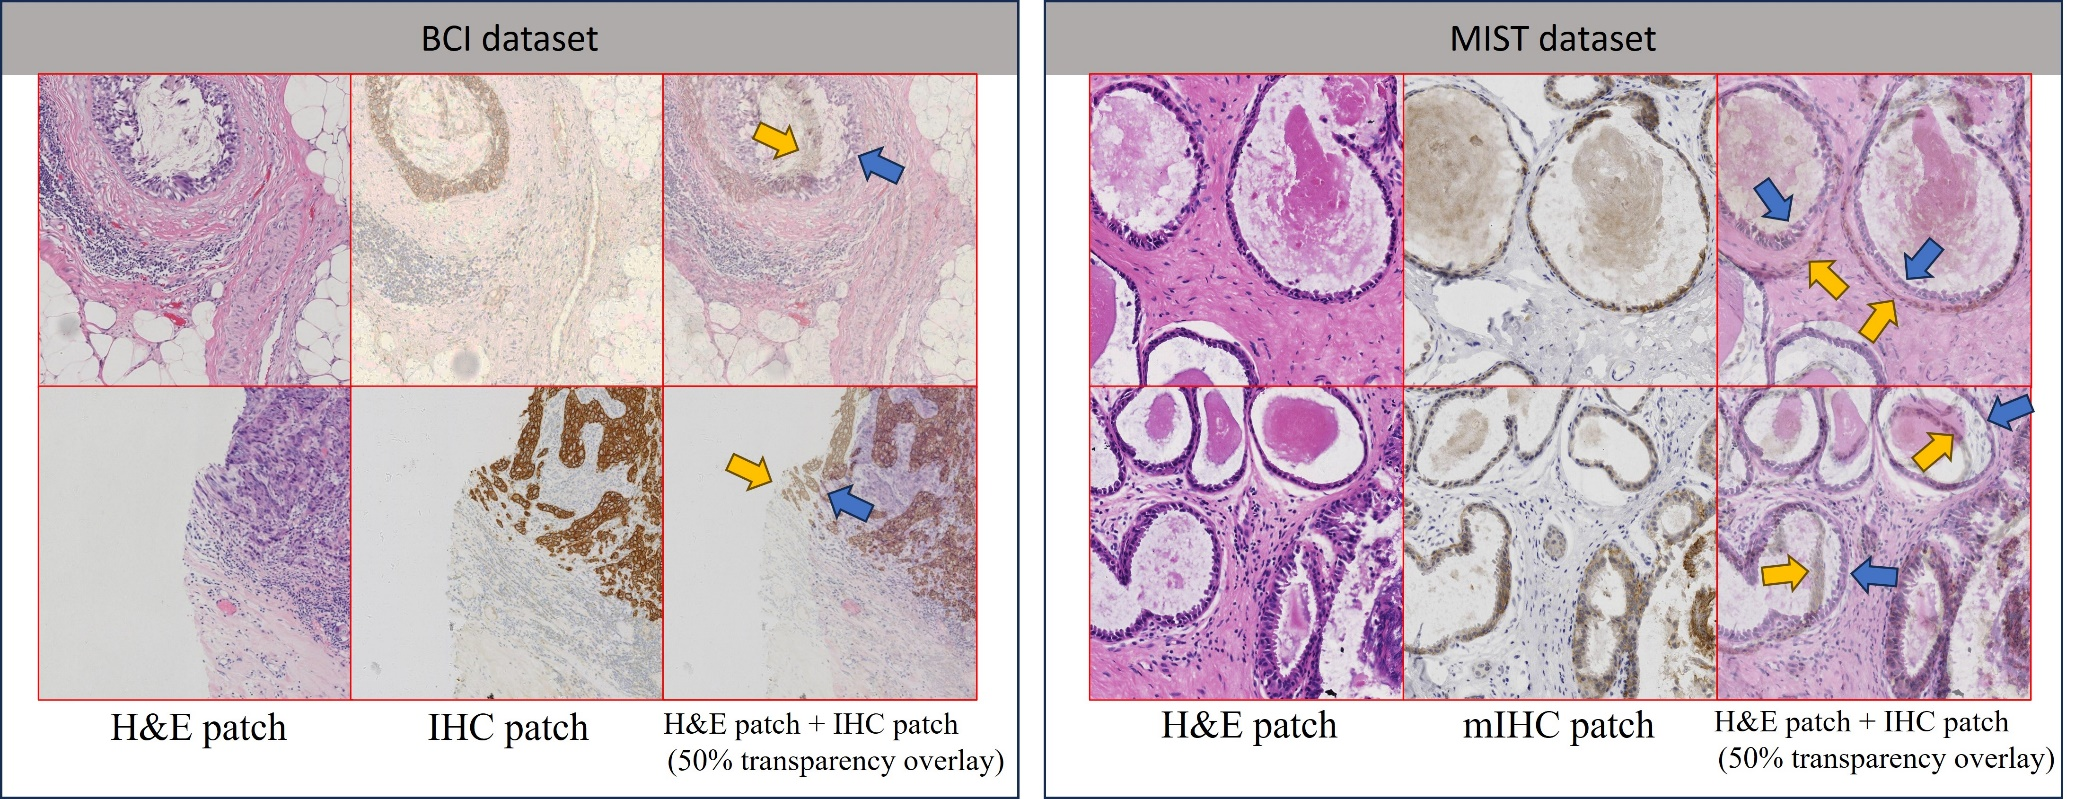 BCI dataset
H&E patch
IHC patch
H&E patch + IHC patch
(50% transparency overlay)
MIST dataset
H&E patch
mIHC patch
H&E patch + IHC patch
(50% transparency overlay)